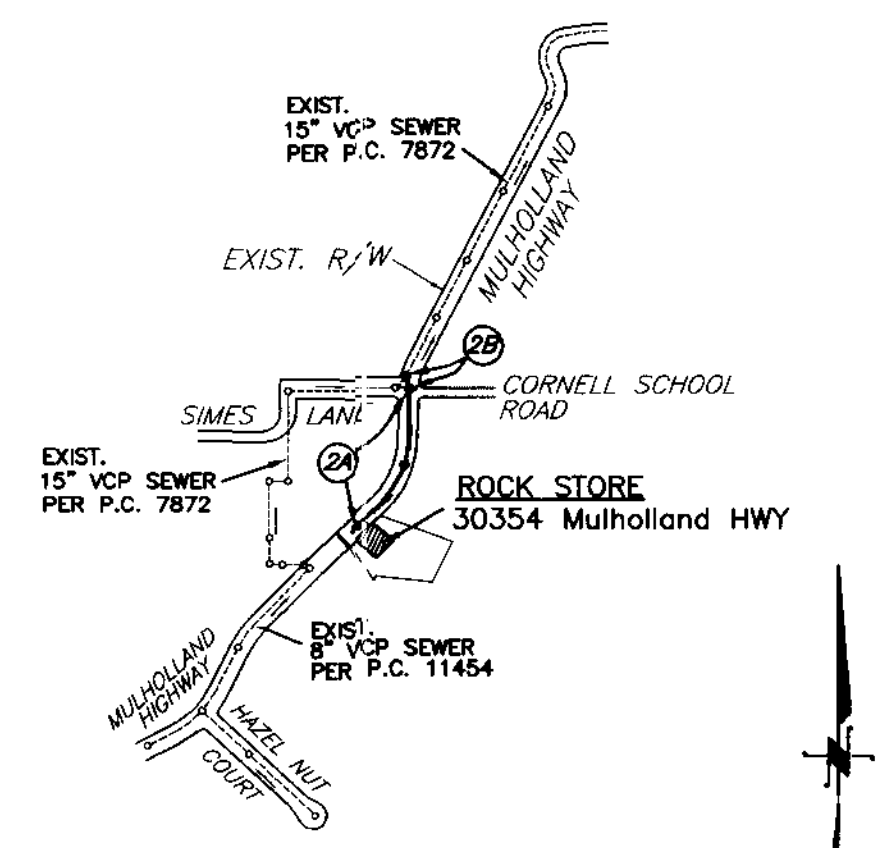 EXIST.
15" VCP SEWER
PER P.C. 7872
MULHOLLAND
HIGHWAY
EXIST. R/W
2B
CORNELL SCHOOL
ROAD
SIMES LANE
2A
EXIST.
15" VCP SEWER
PER P.C. 7872
ROCK STORE
30354 Mulholland HWY
EXIST.
8" VCP SEWER
PER P.C. 11454
MULHOLLAND
HIGHWAY
HAZEL NUT
COURT
N